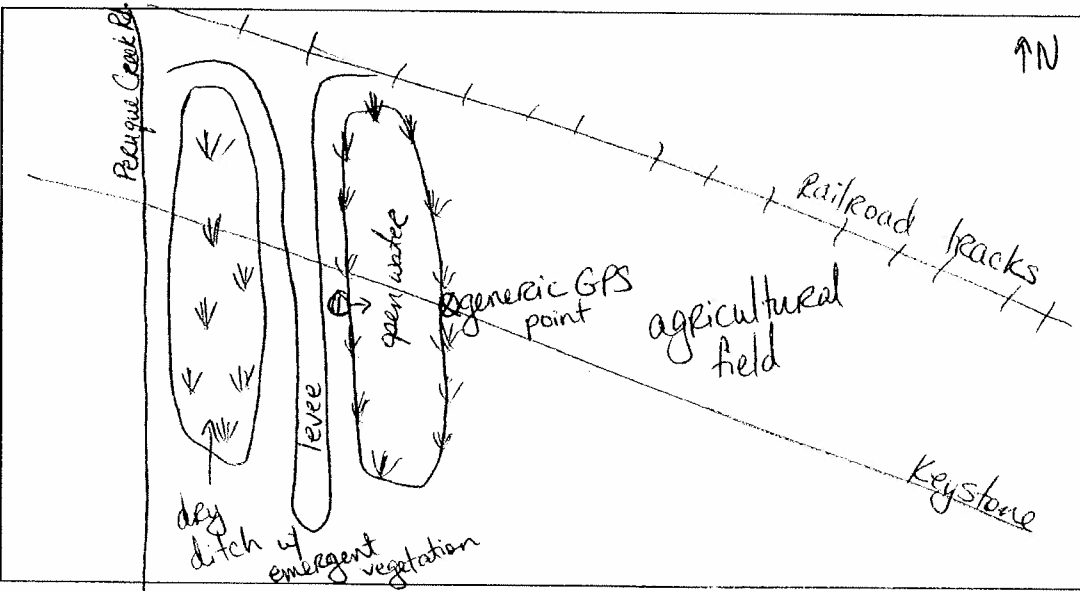 Peruque Creek Rd.
↑N
Railroad tracks
open water
generic GPS
point
agricultural
field
levee
Keystone
dry
ditch w/
emergent
vegetation